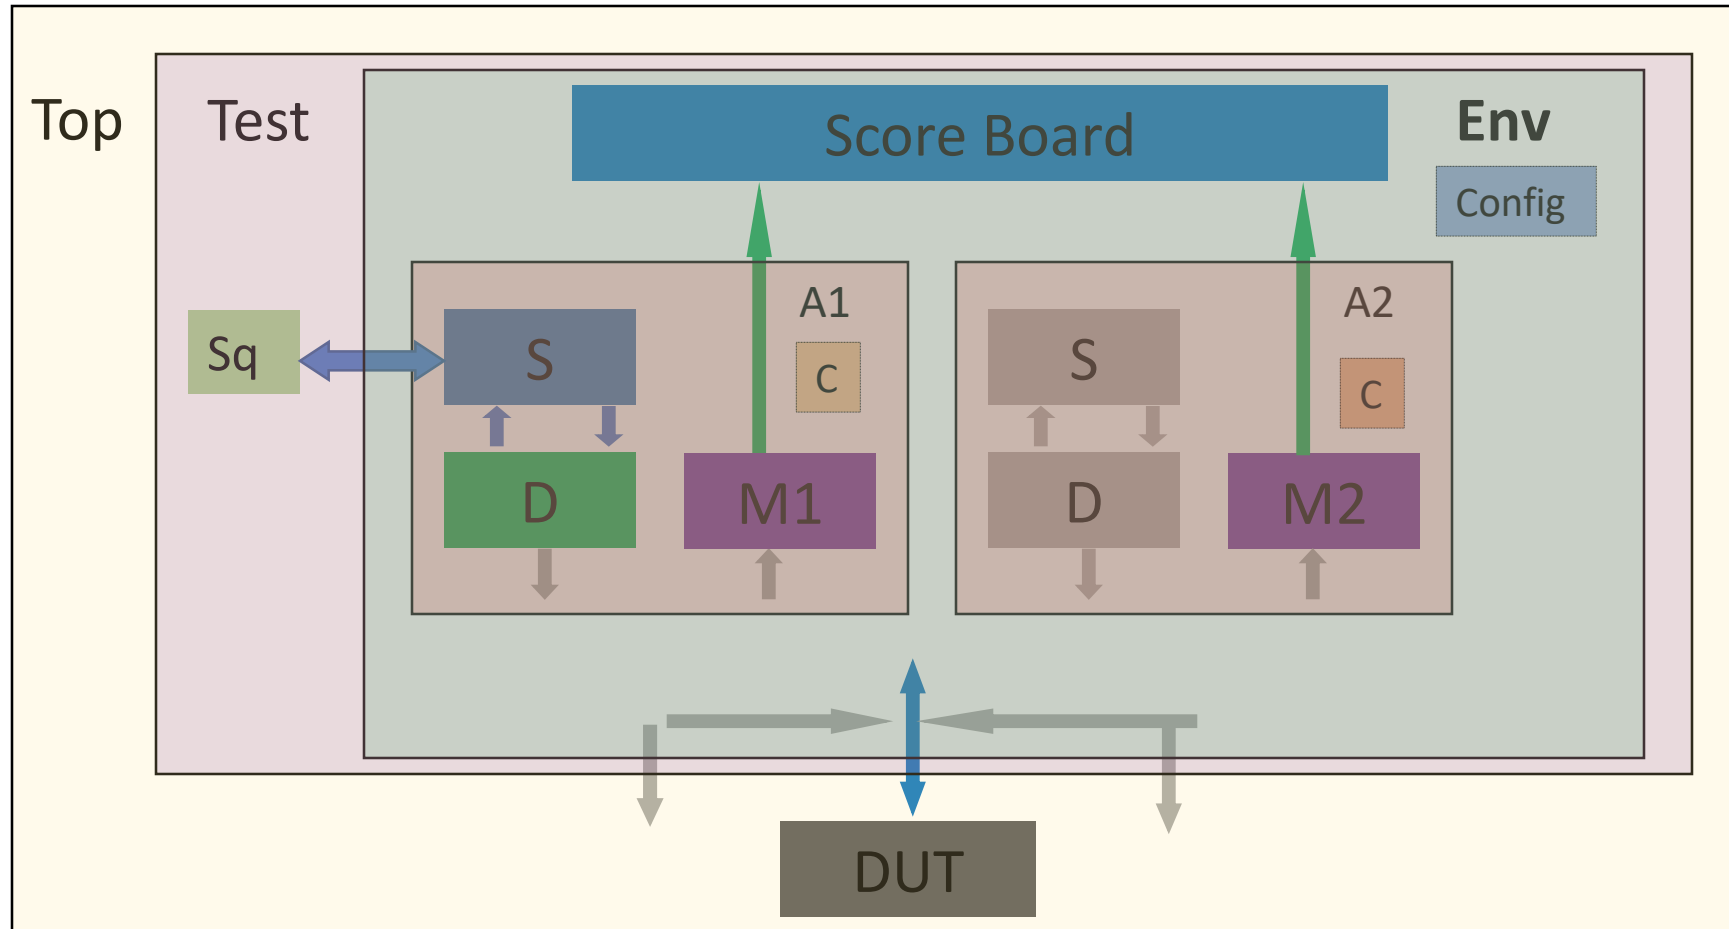 Top
Test
Score Board
Env
Config
A1
A2
Sq
S
C
S
C
D
M1
D
M2
DUT